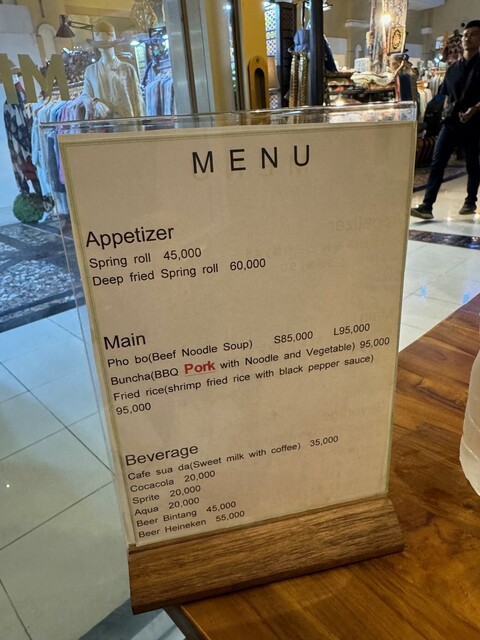 MENU
Appetizer
Spring roll 45,000
Deep fried Spring roll 60,000
Main
Pho bo(Beef Noodle Soup) S85,000 L95,000
Buncha(BBQ Pork with Noodle and Vegetable) 95,000
Fried rice(shrimp fried rice with black pepper sauce)
95,000
Beverage
Cafe sua da(Sweet milk with coffee) 35,000
Cocacola 20,000
Sprite 20,000
Aqua 20,000
Beer Bintang 45,000
Beer Heineken 55,000